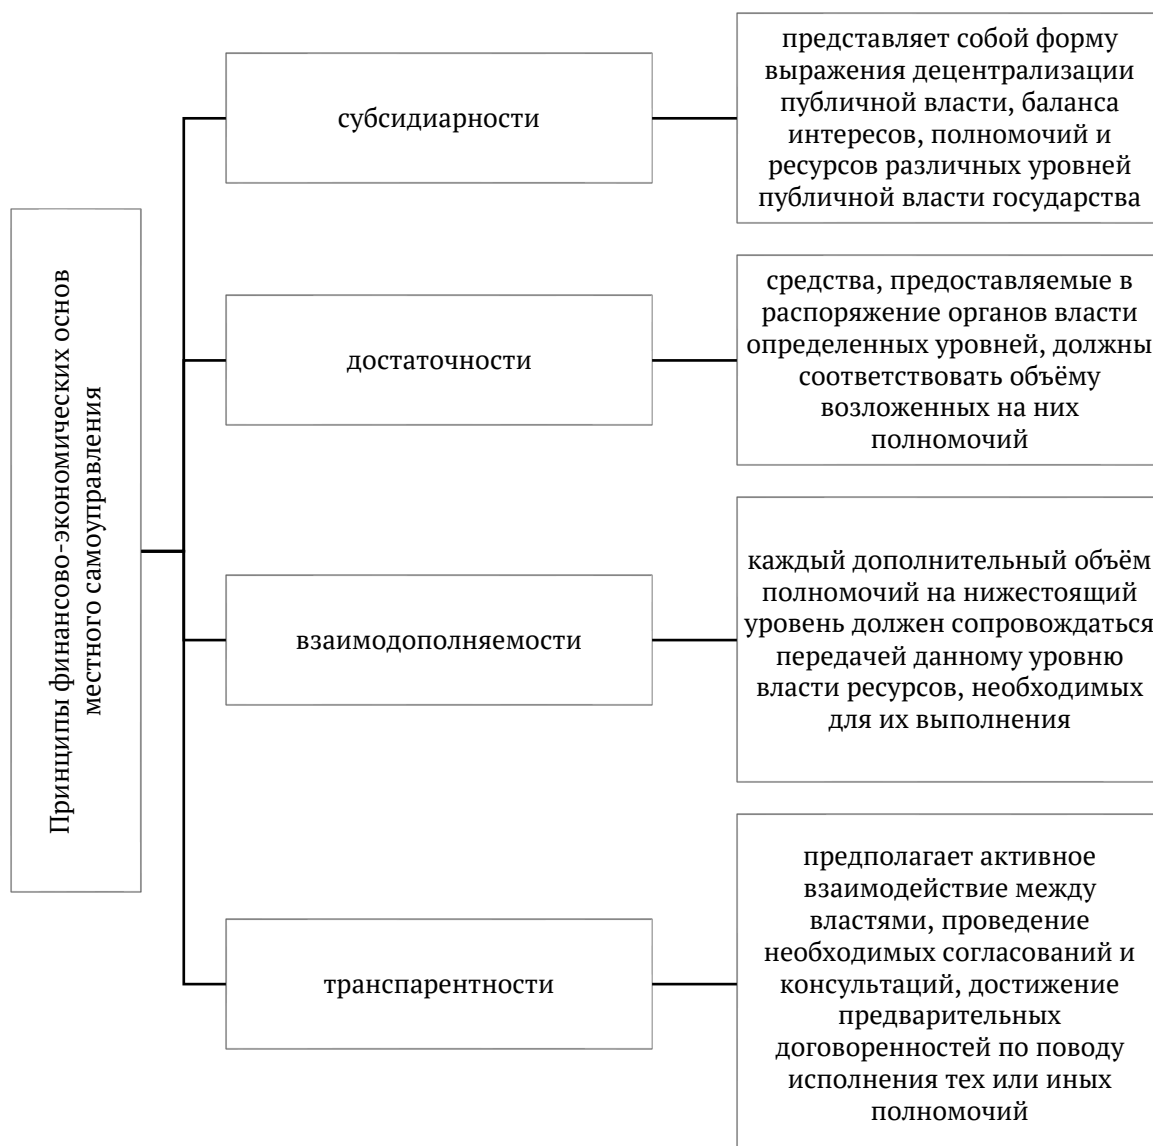 Принципы финансово-экономических основ
местного самоуправления
субсидиарности
представляет собой форму
выражения децентрализации
публичной власти, баланса
интересов, полномочий и
ресурсов различных уровней
публичной власти государства
достаточности
средства, предоставляемые в
распоряжение органов власти
определенных уровней, должны
соответствовать объёму
возложенных на них
полномочий
взаимодополняемости
каждый дополнительный объём
полномочий на нижестоящий
уровень должен сопровождаться
передачей данному уровню
власти ресурсов, необходимых
для их выполнения
транспарентности
предполагает активное
взаимодействие между
властями, проведение
необходимых согласований и
консультаций, достижение
предварительных
договоренностей по поводу
исполнения тех или иных
полномочий